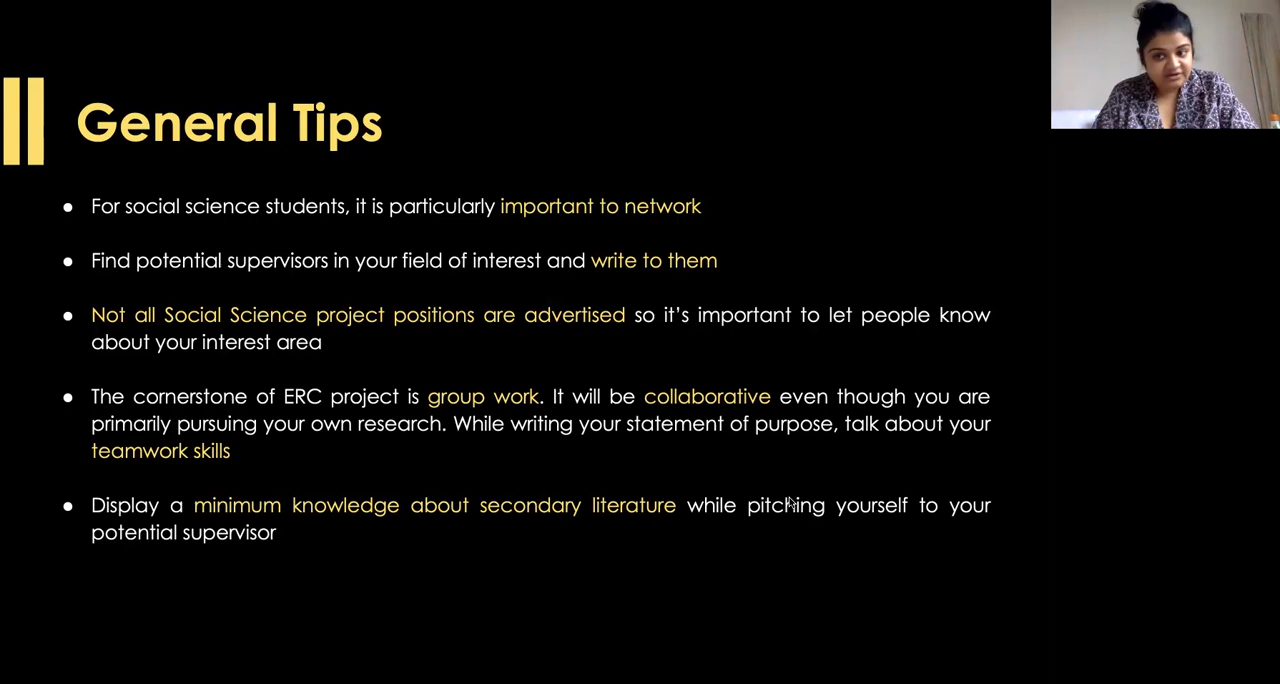 General Tips
● For social science students, it is particularly important to network
● Find potential supervisors in your field of interest and write to them
● Not all Social Science project positions are advertised so it's important to let people know
about your interest area
● The cornerstone of ERC project is group work. It will be collaborative even though you are
primarily pursuing your own research. While writing your statement of purpose, talk about your
teamwork skills
● Display a minimum knowledge about secondary literature while pitching yourself to your
potential supervisor